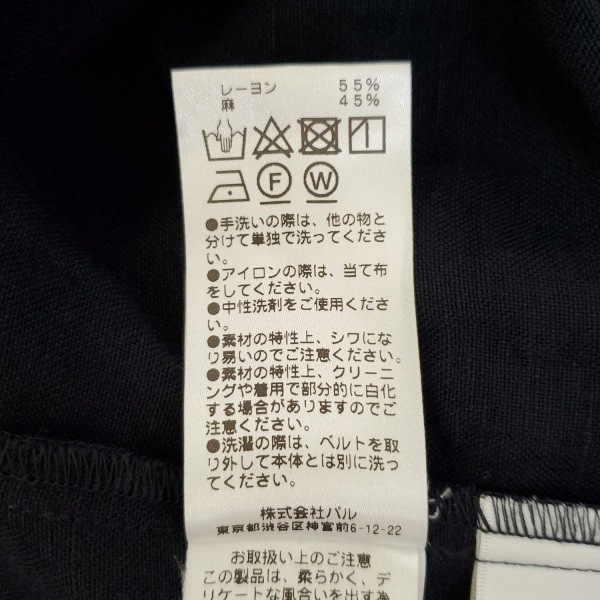 レーヨン 55%
麻 45%
F W
●手洗いの際は、他の物と
分けて単独で洗ってくださ
い。
●アイロンの際は、当て布
をしてください。
●中性洗剤をご使用くださ
い。
●素材の特性上、シワにな
り易いのでご注意ください。
●素材の特性上、クリーニ
ングや着用で部分的に白化
する場合がありますのでご
注意ください。
●洗濯の際は、ベルトを取
り外して本体とは別に洗っ
てください。
株式会社パル
東京都渋谷区神宮前6-12-22
お取扱い上のご注意
この製品は、柔らかく、デ
リケートな風合いを出す為